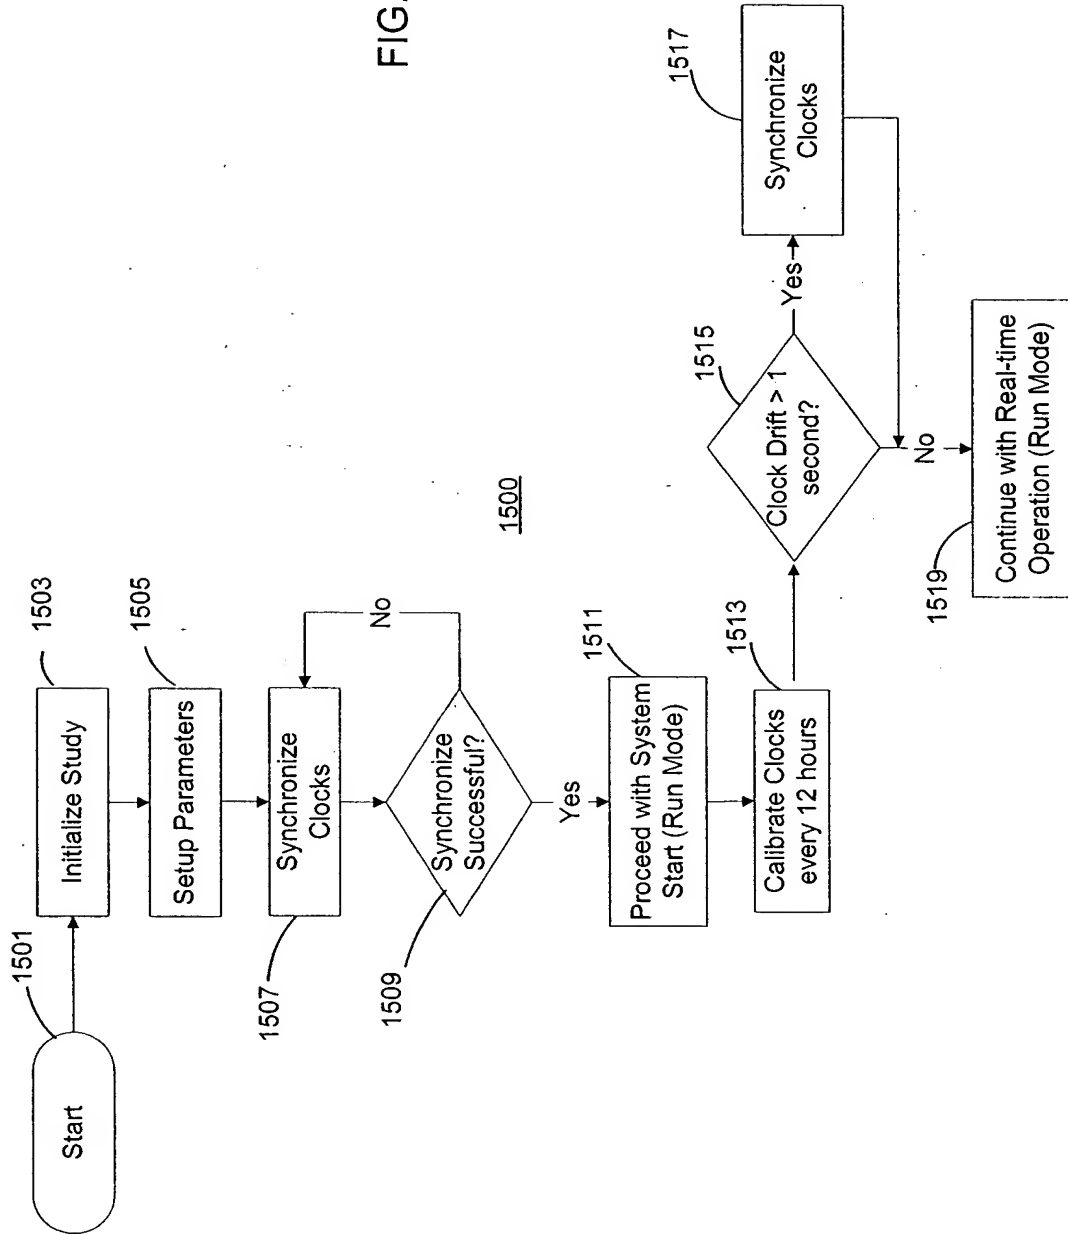 FIG.
1501
Start
1503
Initialize Study
1505
Setup Parameters
1507
Synchronize
Clocks
No
1509
Synchronize
Successful?
Yes
1500
1511
Proceed with System
Start (Run Mode)
1513
Calibrate Clocks
every 12 hours
1515
Clock Drift > 1
second?
Yes
1517
Synchronize
Clocks
No
1519
Continue with Real-time
Operation (Run Mode)